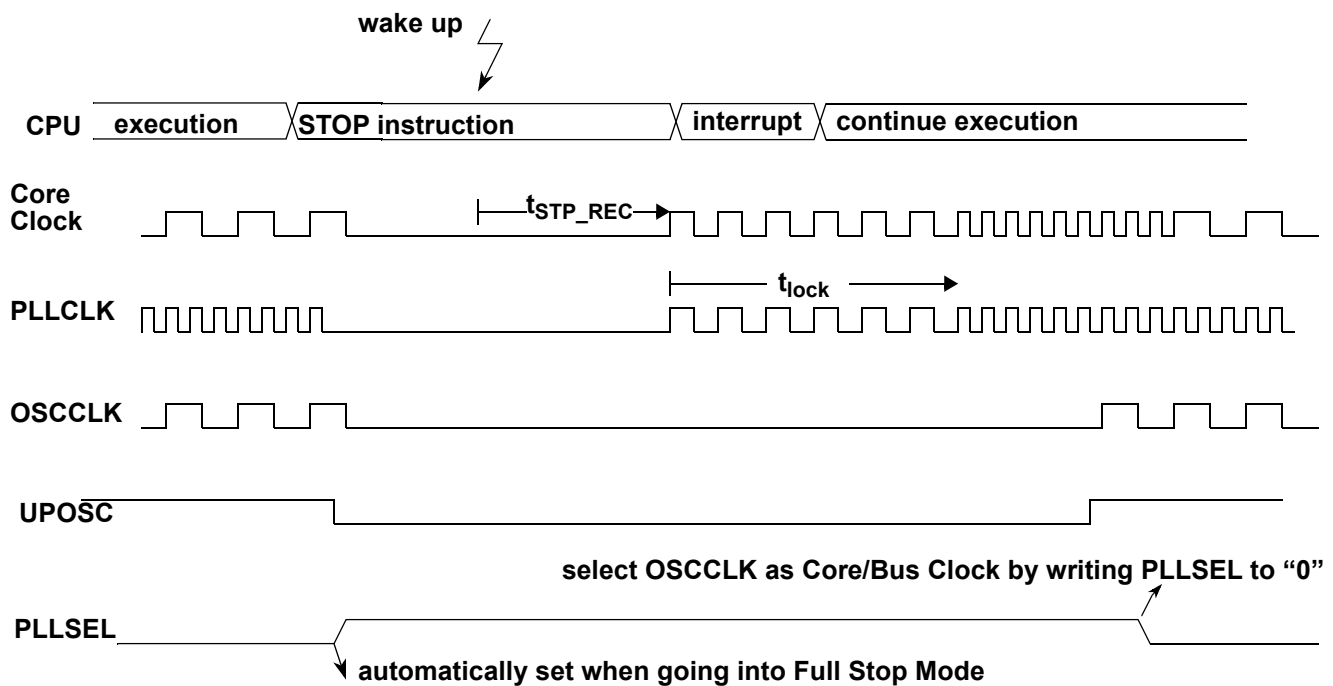 wake up
CPU execution STOP instruction interrupt continue execution
Core
Clock
tSTP_REC
tlock
PLLCLK
OSCCLK
UPOSC
select OSCCLK as Core/Bus Clock by writing PLLSEL to “0”
PLLSEL
automatically set when going into Full Stop Mode